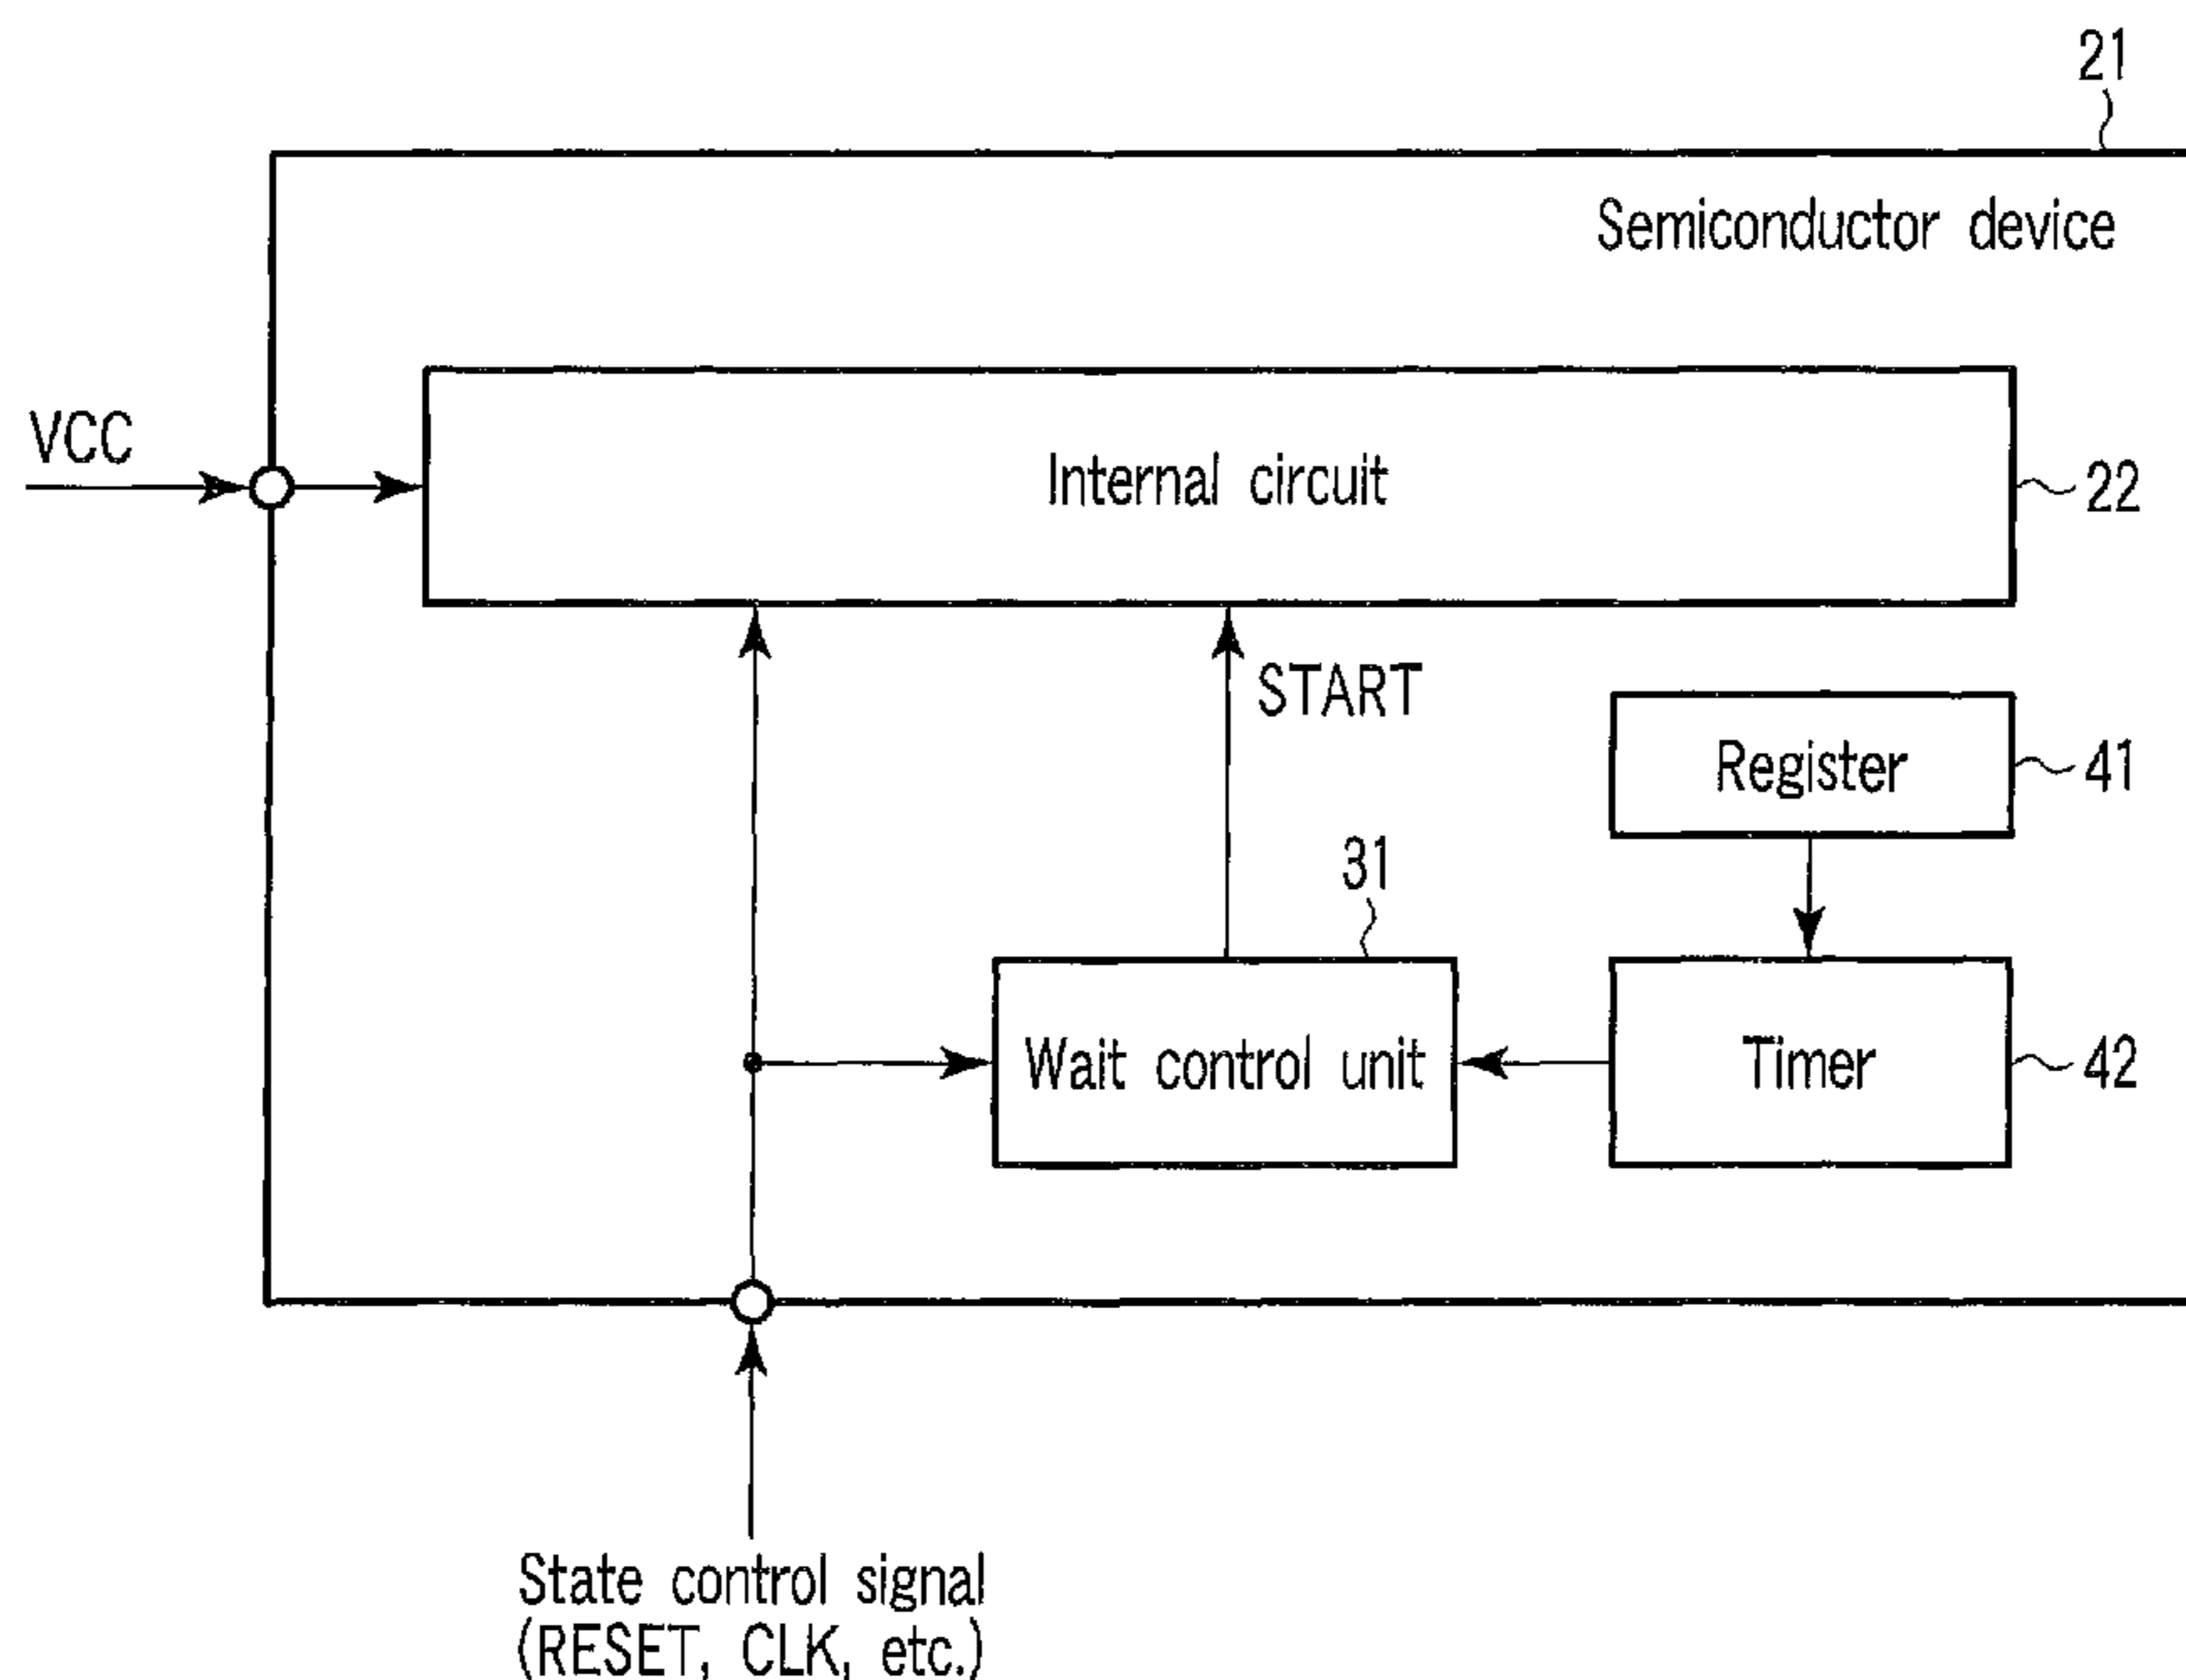 21
Semiconductor device
VCC
Internal circuit
22
START
Register
41
31
Wait control unit
Timer
42
State control signal
(RESET, CLK, etc.)